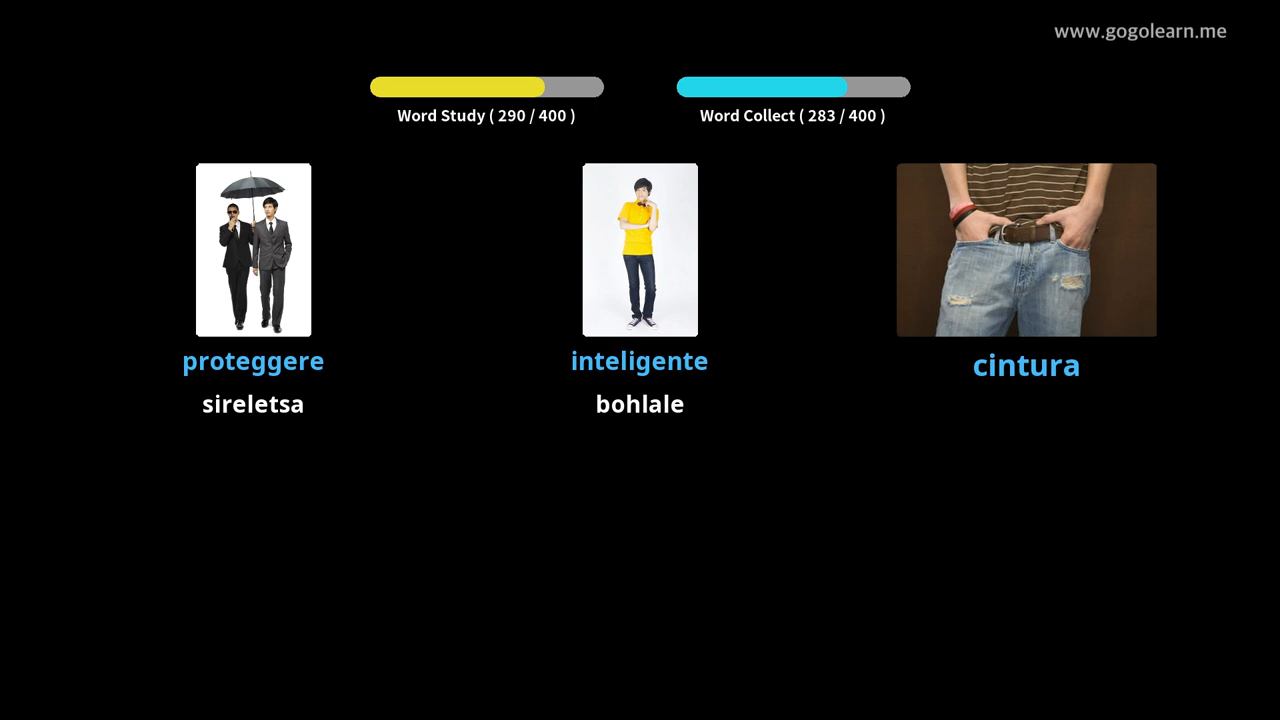 www.gogolearn.me
Word Study ( 290 / 400 )
Word Collect ( 283 / 400 )
proteggere
inteligente
cintura
sireletsa
bohlale